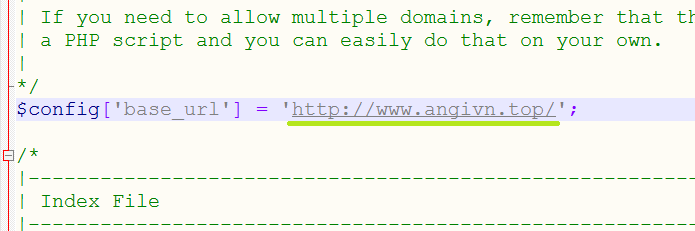 | If you need to allow multiple domains, remember that
| a PHP script and you can easily do that on your own.
|
*/
$config['base_url'] = 'http://www.angivn.top/';
/*
|--------------------------------------------------------
| Index File
|--------------------------------------------------------